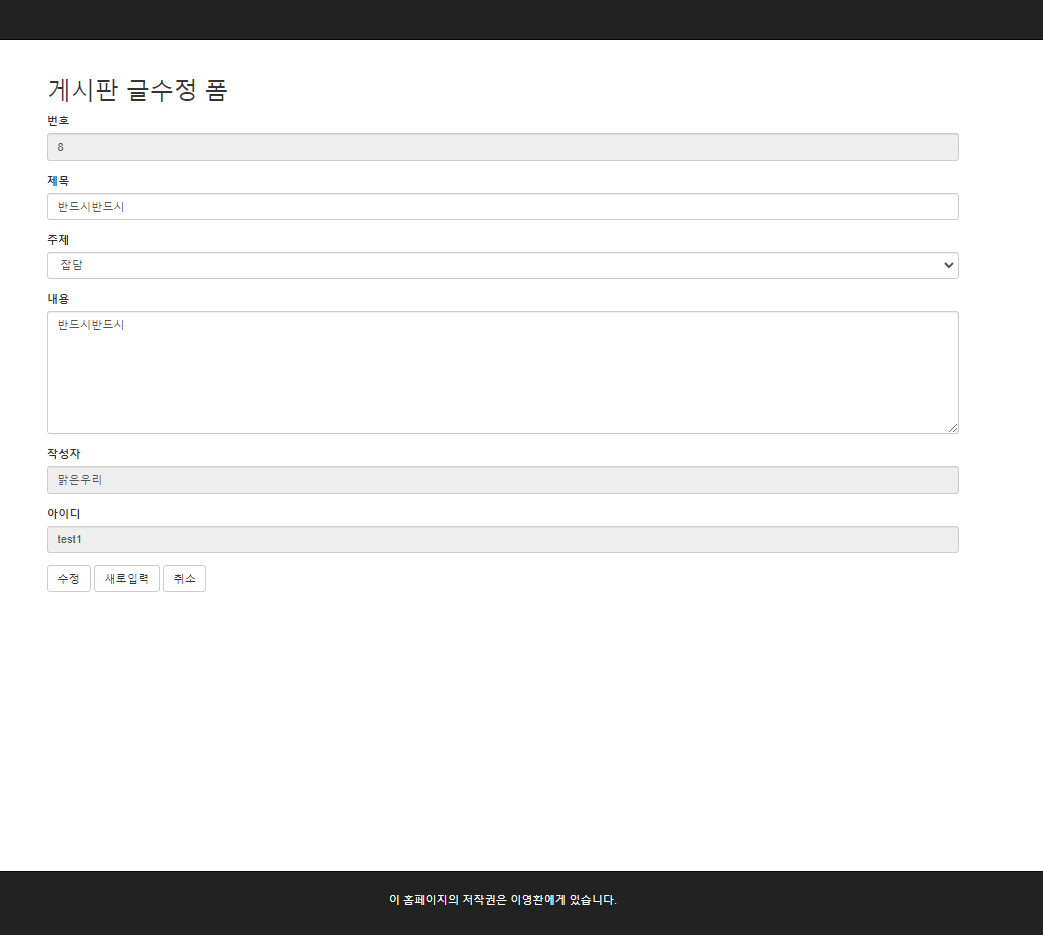 게시판 글수정 폼
번호
8
제목
반드시반드시
주제
잡담
내용
반드시반드시
작성자
맑은우리
아이디
test1
수정 새로입력 취소
이 홈페이지의 저작권은 이영환에게 있습니다.